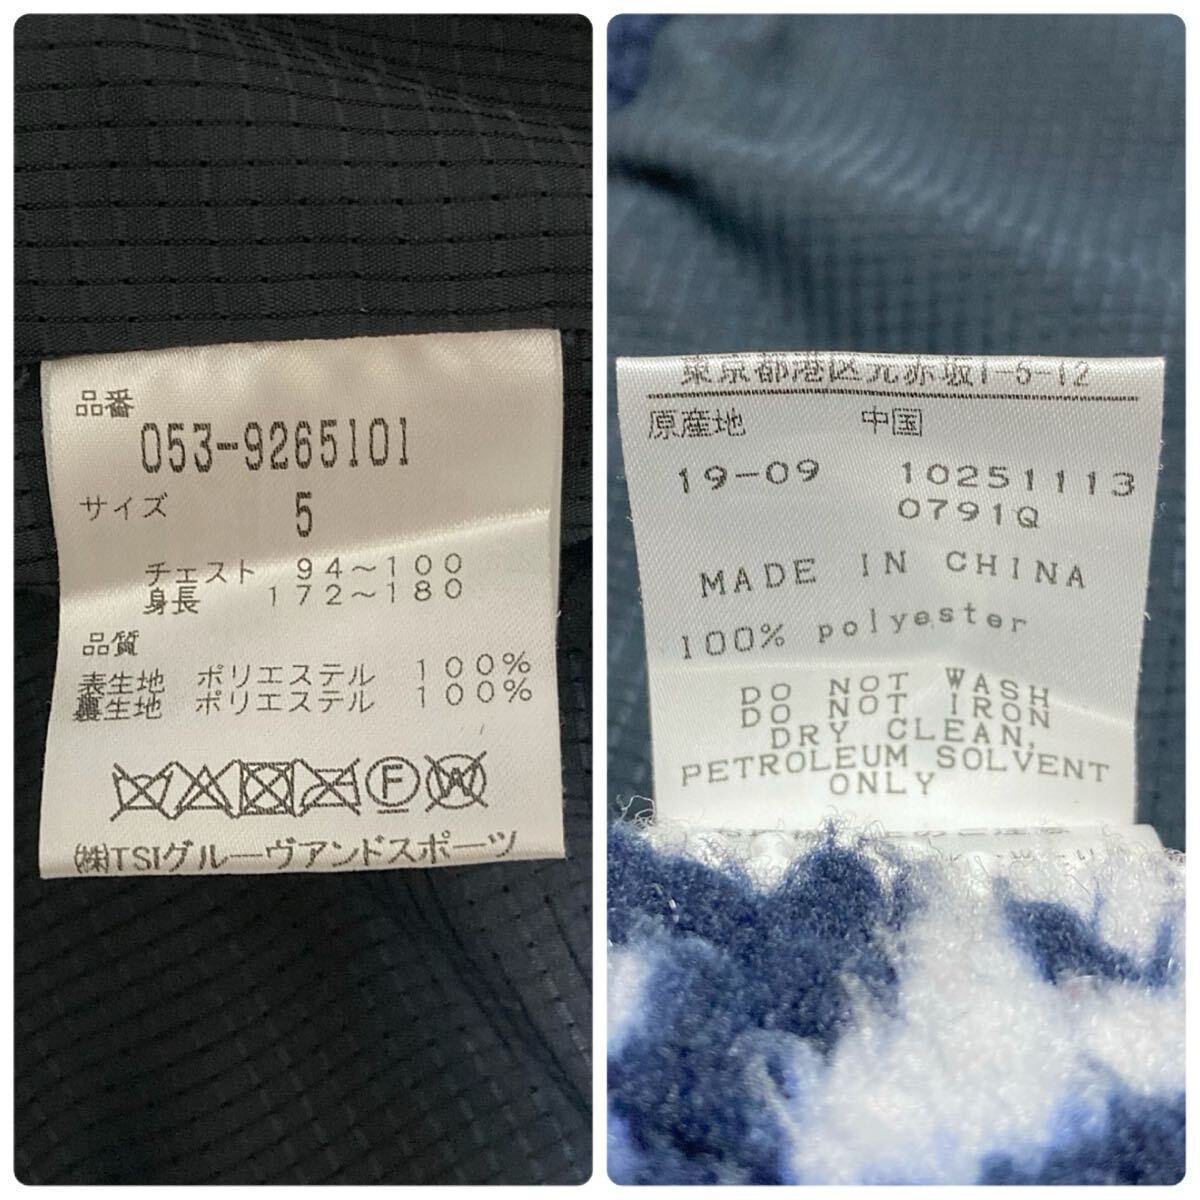 品番
053-9265101
サイズ 5
チェスト 94～100
身長 172～180
品質
表生地 ポリエステル 100%
裏生地 ポリエステル 100%
F
W
(株)TSIグルーヴアンドスポーツ
東京都港区元赤坂1-5-12
原産地 中国
19-09 10251113
0791Q
MADE IN CHINA
100% polyester
DO NOT WASH
DO NOT IRON
DRY CLEAN,
PETROLEUM SOLVENT
ONLY